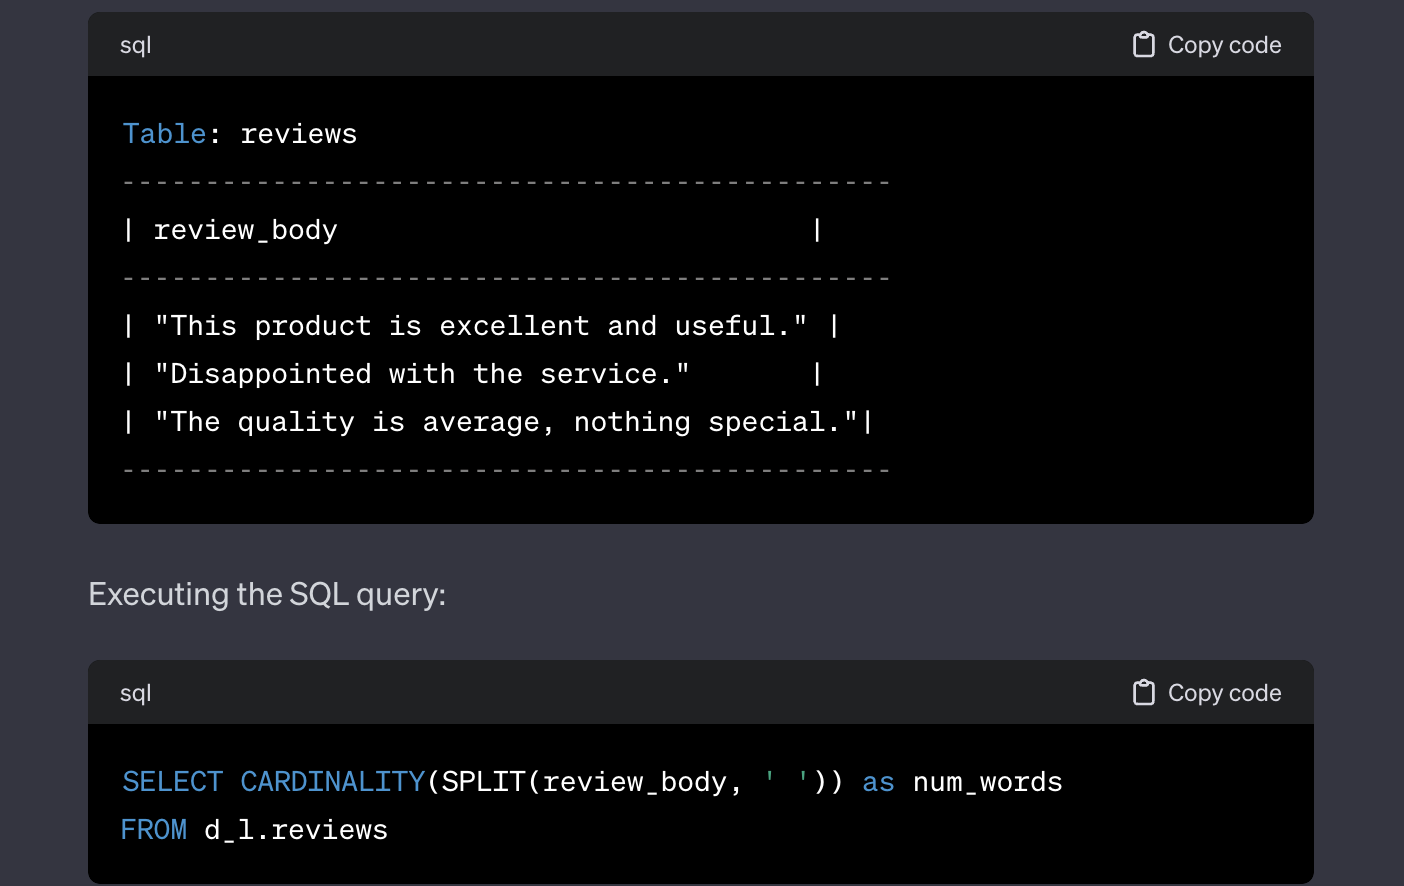 sql
Copy code
Table: reviews
----------------------------------------------
| review_body                            |
----------------------------------------------
| "This product is excellent and useful." |
| "Disappointed with the service."       |
| "The quality is average, nothing special."|
----------------------------------------------
Executing the SQL query:
sql
Copy code
SELECT CARDINALITY(SPLIT(review_body, ' ')) as num_words
FROM d_l.reviews